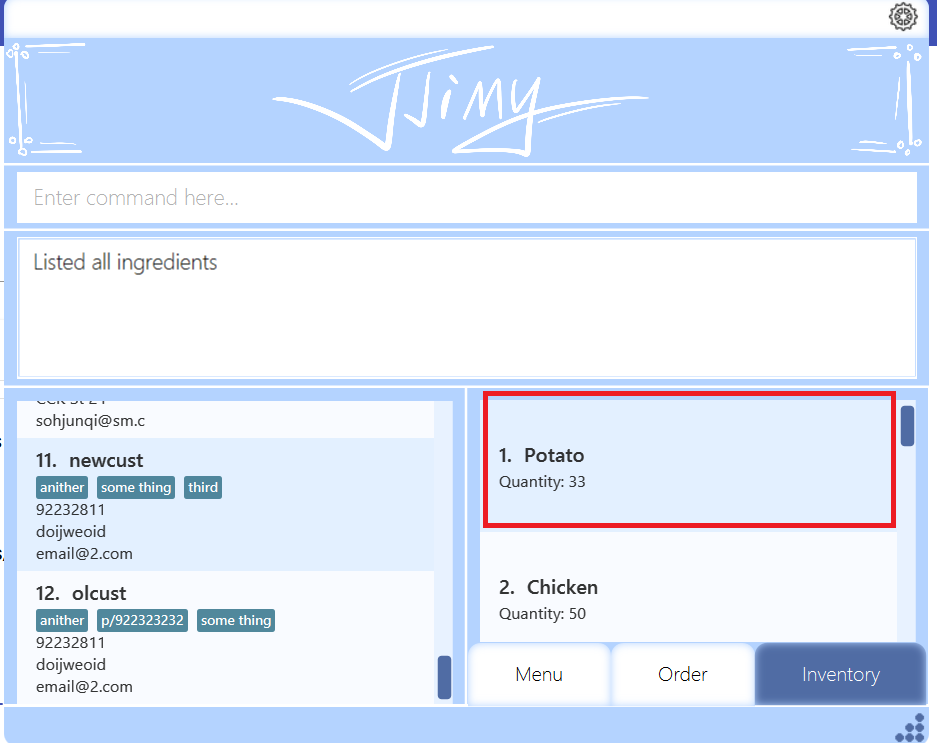 JJimy
Enter command here...
Listed all ingredients
sohjunqi@sm.c
11. newcust
anither some thing third
92232811
doijweoid
email@2.com
12. olcust
anither p/922323232 some thing
92232811
doijweoid
email@2.com
1. Potato
Quantity: 33
2. Chicken
Quantity: 50
Menu Order Inventory